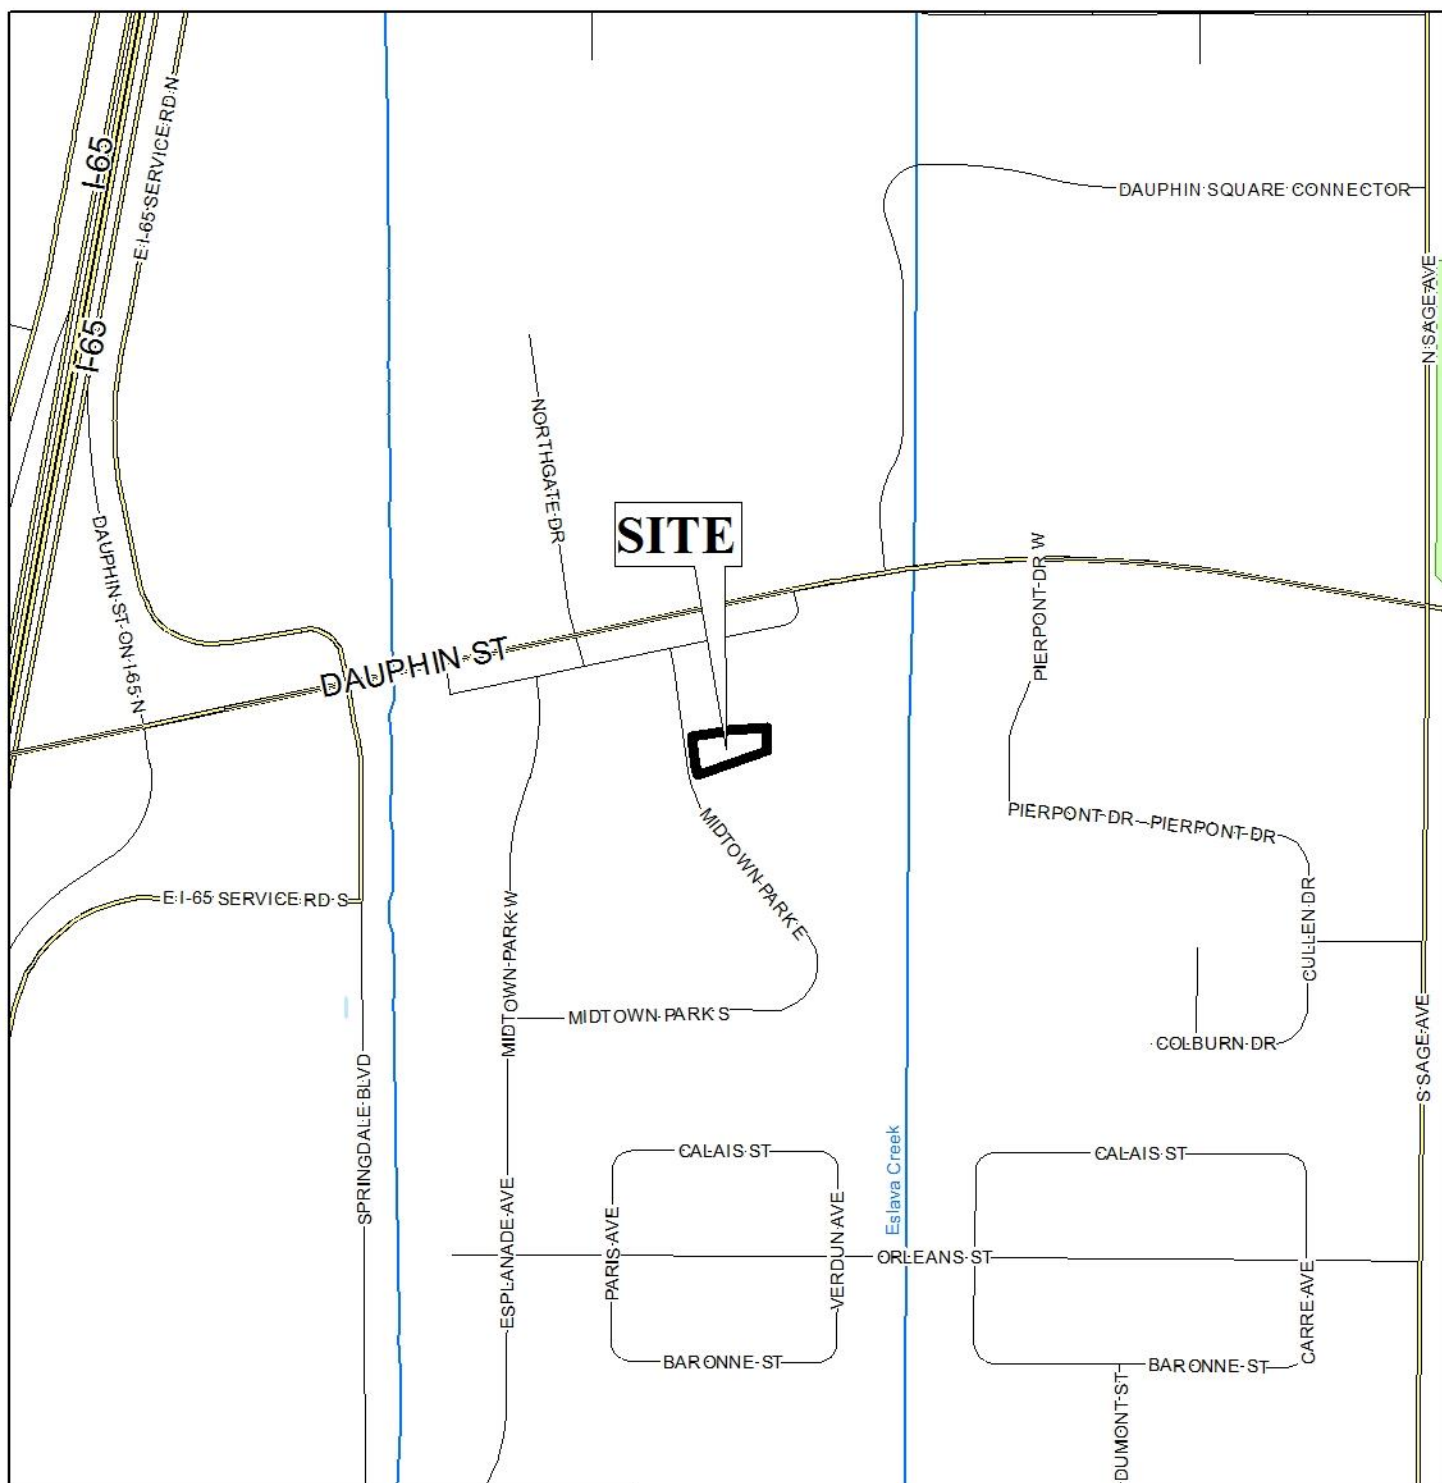 I-65
E I-65 SERVICE RD N
DAUPHIN SQUARE CONNECTOR
N SAGE AVE
I-65
NORTHGATE DR
DAUPHIN ST ON I-65 N
SITE
PIERPONT DR W
DAUPHIN ST
PIERPONT DR
PIERPONT DR
MIDTOWN PARK E
E I-65 SERVICE RD S
MIDTOWN PARK W
CULLEN DR
MIDTOWN PARK S
COLBURN DR
S SAGE AVE
SPRINGDALE BLVD
CALAIS ST
CALAIS ST
Eslava Creek
ESPLANADE AVE
PARIS AVE
VERDUN AVE
ORLEANS ST
CARRE AVE
BARONNE ST
BARONNE ST
DUMONT ST